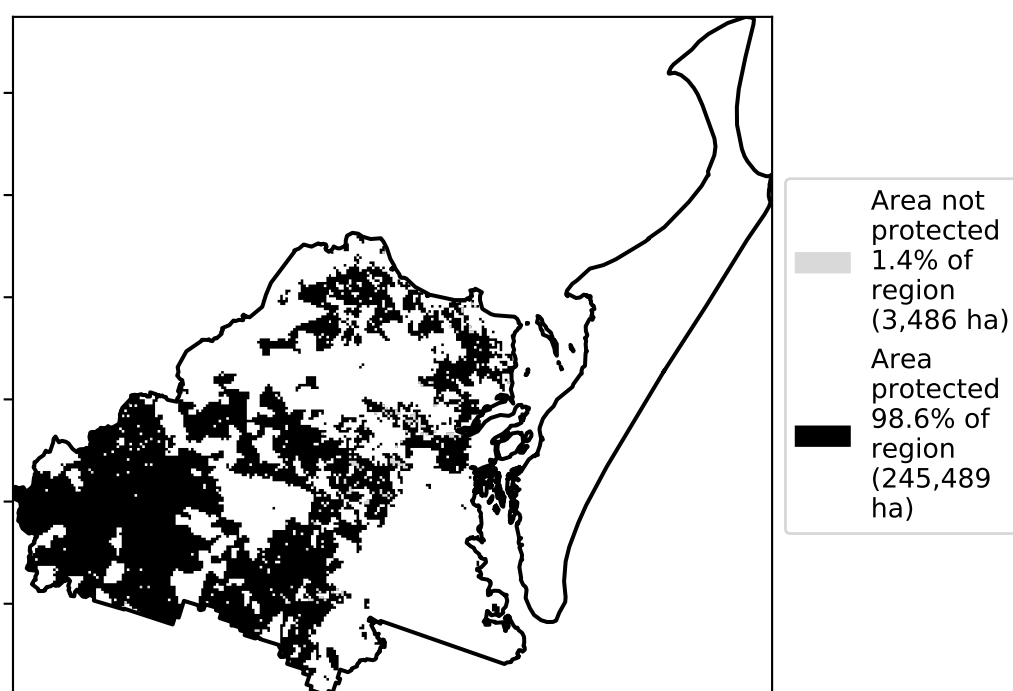 Area not
protected
1.4% of
region
(3,486 ha)
Area
protected
98.6% of
region
(245,489
ha)